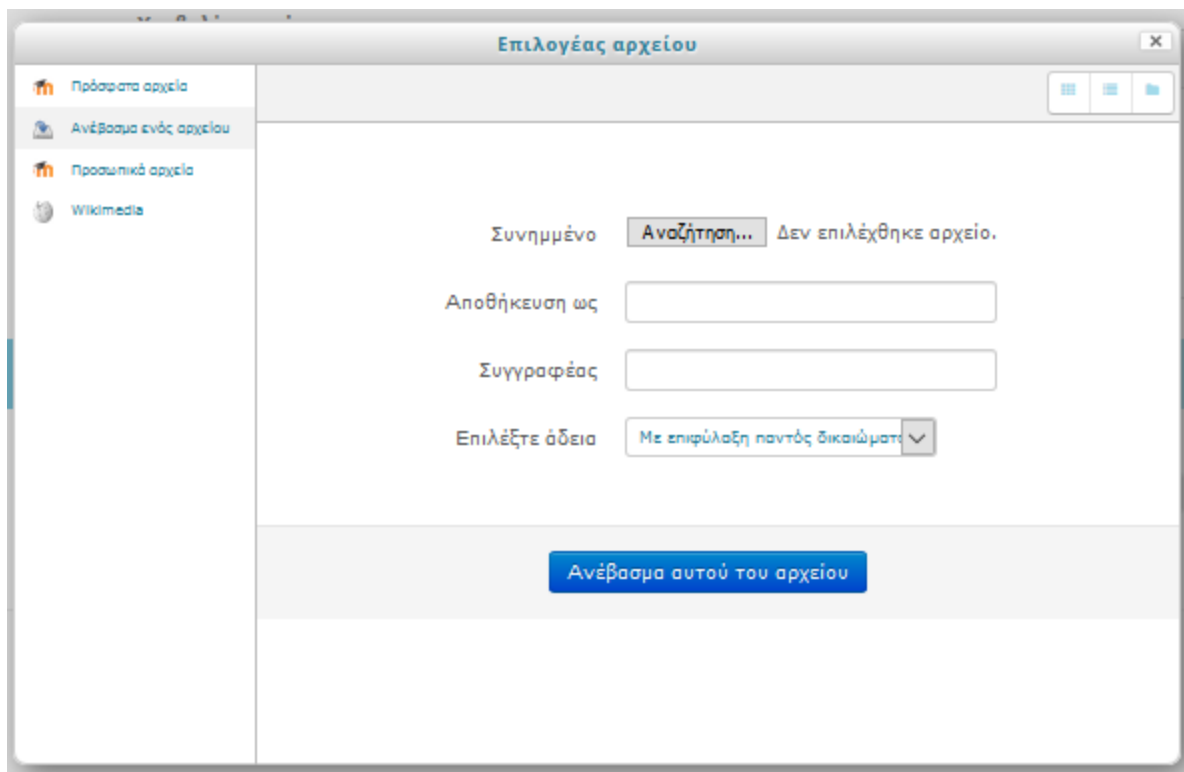 Επιλογέας αρχείου
Πρόσφατα αρχεία
Ανέβασμα ενός αρχείου
Προσωπικά αρχεία
Wikimedia
Συνημμένο Αναζήτηση... Δεν επιλέχθηκε αρχείο.
Αποθήκευση ως
Συγγραφέας
Επιλέξτε άδεια Με επιφύλαξη παντός δικαιώματ
Ανέβασμα αυτού του αρχείου